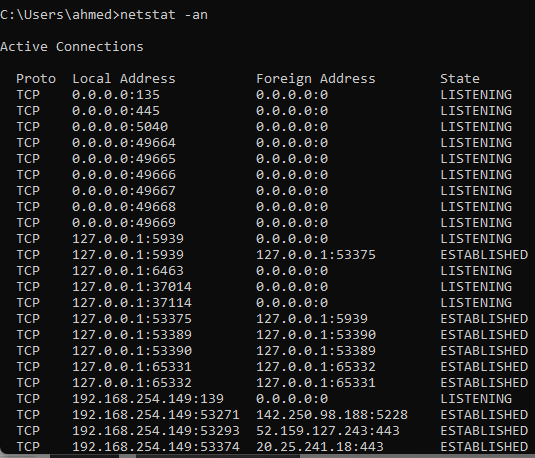 C:\Users\ahmed>netstat -an
Active Connections
Proto Local Address Foreign Address State
TCP 0.0.0.0:135 0.0.0.0:0 LISTENING
TCP 0.0.0.0:445 0.0.0.0:0 LISTENING
TCP 0.0.0.0:5040 0.0.0.0:0 LISTENING
TCP 0.0.0.0:49664 0.0.0.0:0 LISTENING
TCP 0.0.0.0:49665 0.0.0.0:0 LISTENING
TCP 0.0.0.0:49666 0.0.0.0:0 LISTENING
TCP 0.0.0.0:49667 0.0.0.0:0 LISTENING
TCP 0.0.0.0:49668 0.0.0.0:0 LISTENING
TCP 0.0.0.0:49669 0.0.0.0:0 LISTENING
TCP 127.0.0.1:5939 0.0.0.0:0 LISTENING
TCP 127.0.0.1:5939 127.0.0.1:53375 ESTABLISHED
TCP 127.0.0.1:6463 0.0.0.0:0 LISTENING
TCP 127.0.0.1:37014 0.0.0.0:0 LISTENING
TCP 127.0.0.1:37114 0.0.0.0:0 LISTENING
TCP 127.0.0.1:53375 127.0.0.1:5939 ESTABLISHED
TCP 127.0.0.1:53389 127.0.0.1:53390 ESTABLISHED
TCP 127.0.0.1:53390 127.0.0.1:53389 ESTABLISHED
TCP 127.0.0.1:65331 127.0.0.1:65332 ESTABLISHED
TCP 127.0.0.1:65332 127.0.0.1:65331 ESTABLISHED
TCP 192.168.254.149:139 0.0.0.0:0 LISTENING
TCP 192.168.254.149:53271 142.250.98.188:5228 ESTABLISHED
TCP 192.168.254.149:53293 52.159.127.243:443 ESTABLISHED
TCP 192.168.254.149:53374 20.25.241.18:443 ESTABLISHED